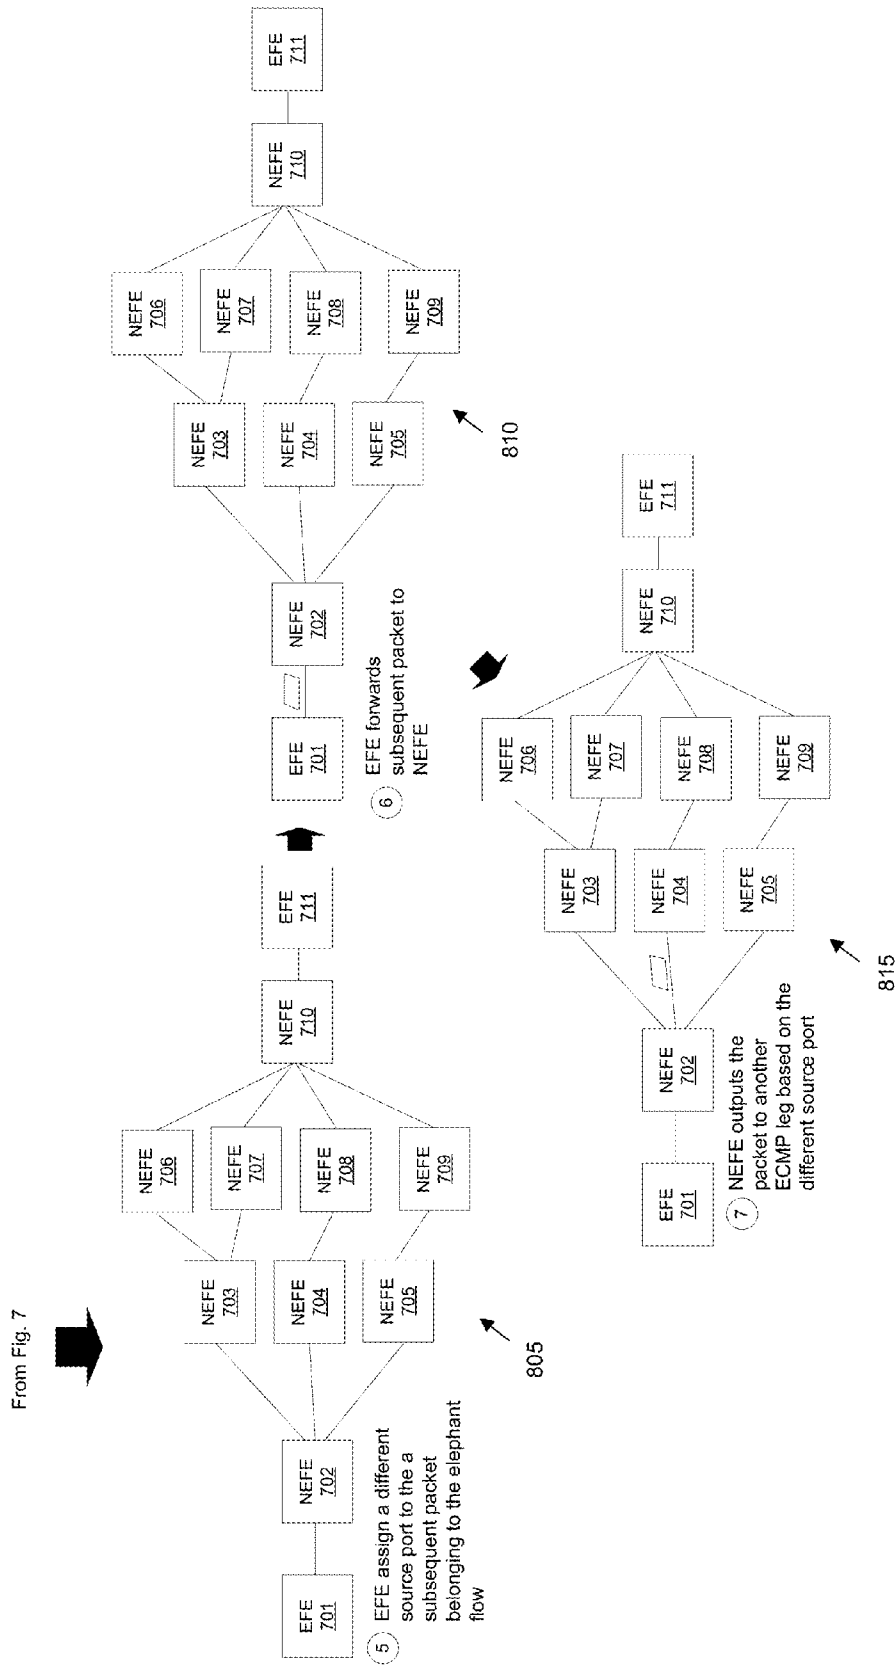 From Fig. 7
EFE
701
NEFE
702
NEFE
703
NEFE
704
NEFE
705
NEFE
706
NEFE
707
NEFE
708
NEFE
709
NEFE
710
EFE
711
5
EFE assign a different
source port to the a
subsequent packet
belonging to the elephant
flow
805
EFE
701
NEFE
702
NEFE
703
NEFE
704
NEFE
705
NEFE
706
NEFE
707
NEFE
708
NEFE
709
NEFE
710
EFE
711
6
EFE forwards
subsequent packet to
NEFE
810
EFE
701
NEFE
702
NEFE
703
NEFE
704
NEFE
705
NEFE
706
NEFE
707
NEFE
708
NEFE
709
NEFE
710
EFE
711
7
NEFE outputs the
packet to another
ECMP leg based on the
different source port
815